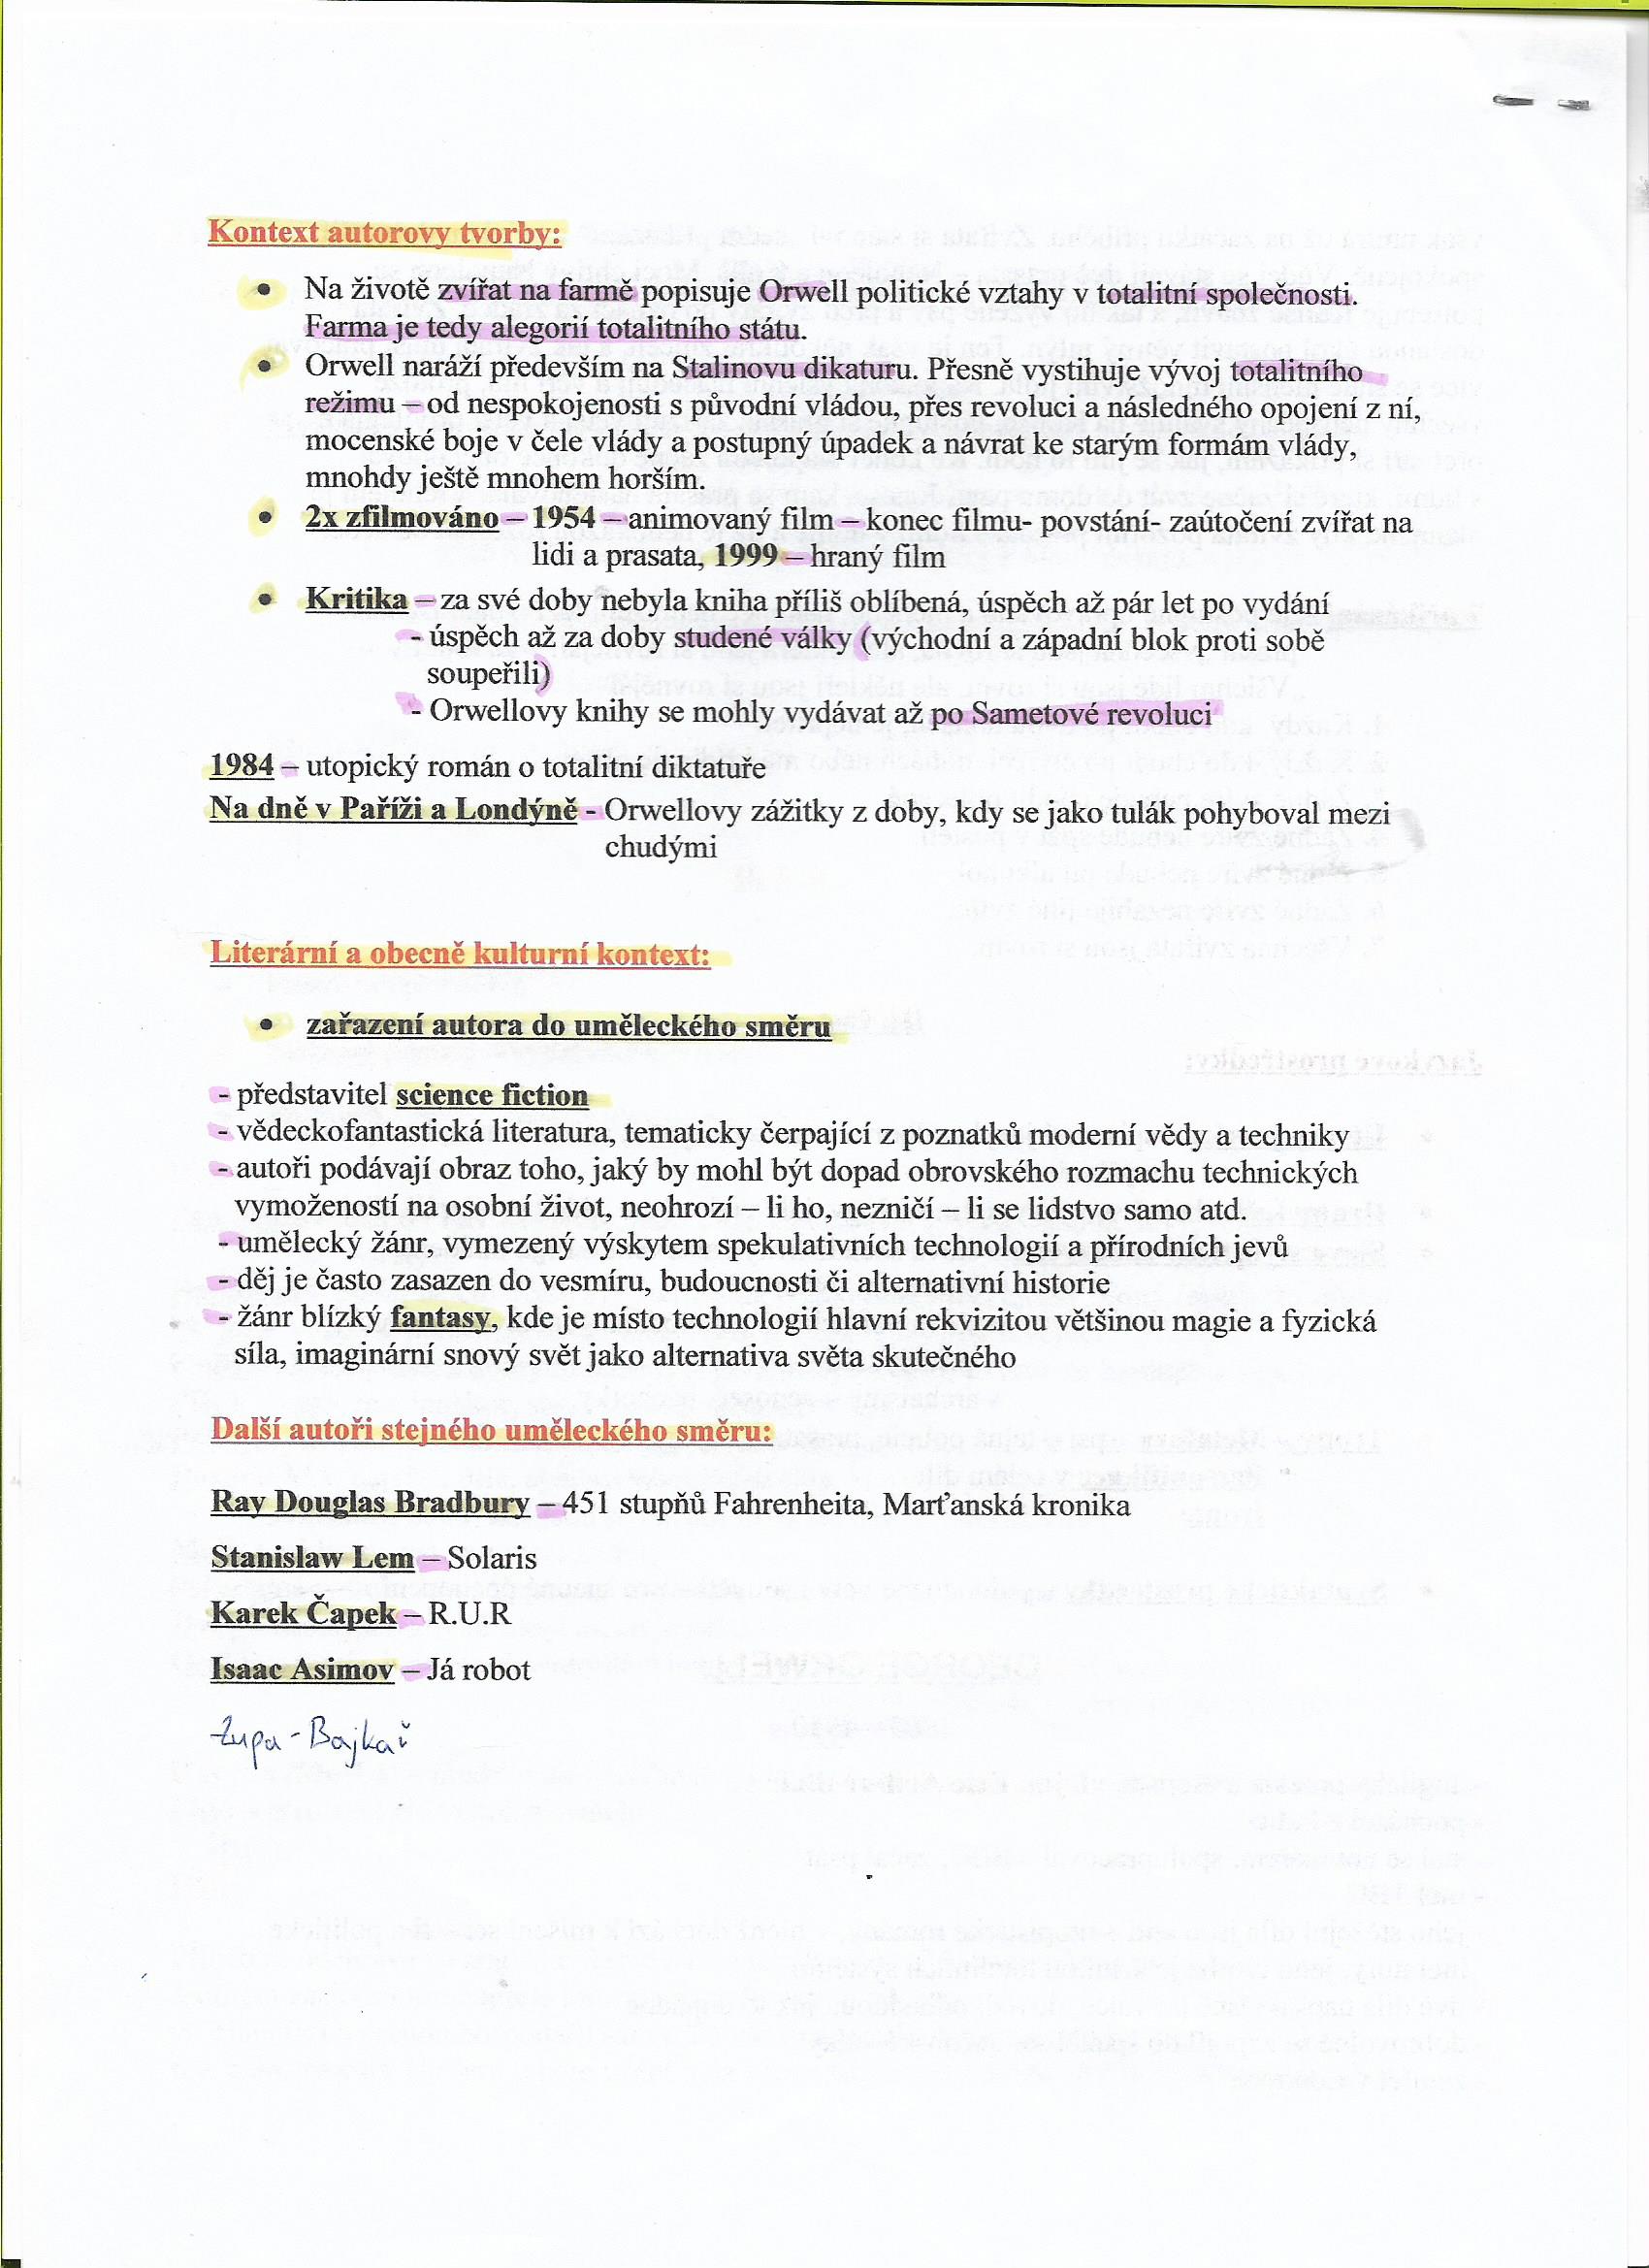 Kontext autorovy tvorby:
• Na životě zvířat na farmě popisuje Orwell politické vztahy v totalitní společnosti.
Farma je tedy alegorií totalitního státu.
• Orwell naráží především na Stalinovu dikaturu. Přesně vystihuje vývoj totalitního
režimu – od nespokojenosti s původní vládou, přes revoluci a následného opojení z ní,
mocenské boje v čele vlády a postupný úpadek a návrat ke starým formám vlády,
mnohdy ještě mnohem horším.
• 2x zfilmováno – 1954 – animovaný film – konec filmu- povstání- zaútočení zvířat na
lidi a prasata, 1999 – hraný film
• Kritika – za své doby nebyla kniha příliš oblíbená, úspěch až pár let po vydání
- úspěch až za doby studené války (východní a západní blok proti sobě
soupeřili)
- Orwellovy knihy se mohly vydávat až po Sametové revoluci
1984 – utopický román o totalitní diktatuře
Na dně v Paříži a Londýně - Orwellovy zážitky z doby, kdy se jako tulák pohyboval mezi
chudými
Literární a obecně kulturní kontext:
• zařazení autora do uměleckého směru
- představitel science fiction
- vědeckofantastická literatura, tematicky čerpající z poznatků moderní vědy a techniky
- autoři podávají obraz toho, jaký by mohl být dopad obrovského rozmachu technických
vymožeností na osobní život, neohrozí – li ho, nezničí – li se lidstvo samo atd.
- umělecký žánr, vymezený výskytem spekulativních technologií a přírodních jevů
- děj je často zasazen do vesmíru, budoucnosti či alternativní historie
- žánr blízký fantasy, kde je místo technologií hlavní rekvizitou většinou magie a fyzická
síla, imaginární snový svět jako alternativa světa skutečného
Další autoři stejného uměleckého směru:
Ray Douglas Bradbury – 451 stupňů Fahrenheita, Marťanská kronika
Stanislaw Lem – Solaris
Karek Čapek – R.U.R
Isaac Asimov – Já robot
Župa - Bajkař